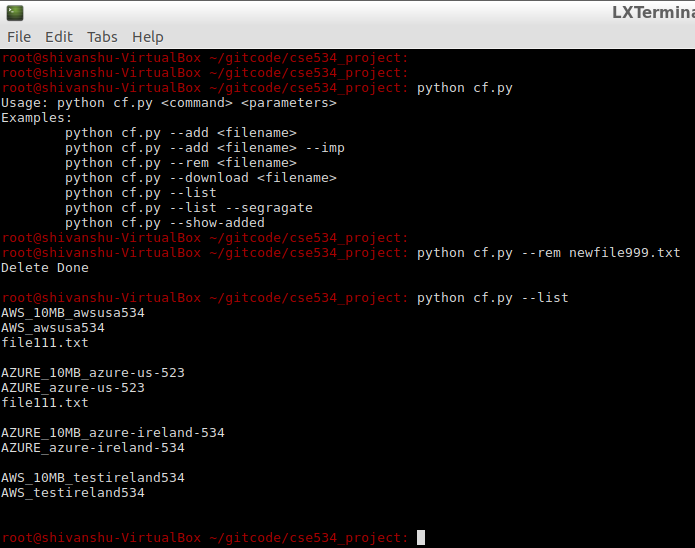 LXTermina
File Edit Tabs Help
root@shivanshu-VirtualBox ~/gitcode/cse534_project:
root@shivanshu-VirtualBox ~/gitcode/cse534_project:
root@shivanshu-VirtualBox ~/gitcode/cse534_project: python cf.py
Usage: python cf.py <command> <parameters>
Examples:
        python cf.py --add <filename>
        python cf.py --add <filename> --imp
        python cf.py --rem <filename>
        python cf.py --download <filename>
        python cf.py --list
        python cf.py --list --segragate
        python cf.py --show-added
root@shivanshu-VirtualBox ~/gitcode/cse534_project:
root@shivanshu-VirtualBox ~/gitcode/cse534_project: python cf.py --rem newfile999.txt
Delete Done
root@shivanshu-VirtualBox ~/gitcode/cse534_project: python cf.py --list
AWS_10MB_awsusa534
AWS_awsusa534
file111.txt
AZURE_10MB_azure-us-523
AZURE_azure-us-523
file111.txt
AZURE_10MB_azure-ireland-534
AZURE_azure-ireland-534
AWS_10MB_testireland534
AWS_testireland534
root@shivanshu-VirtualBox ~/gitcode/cse534_project: